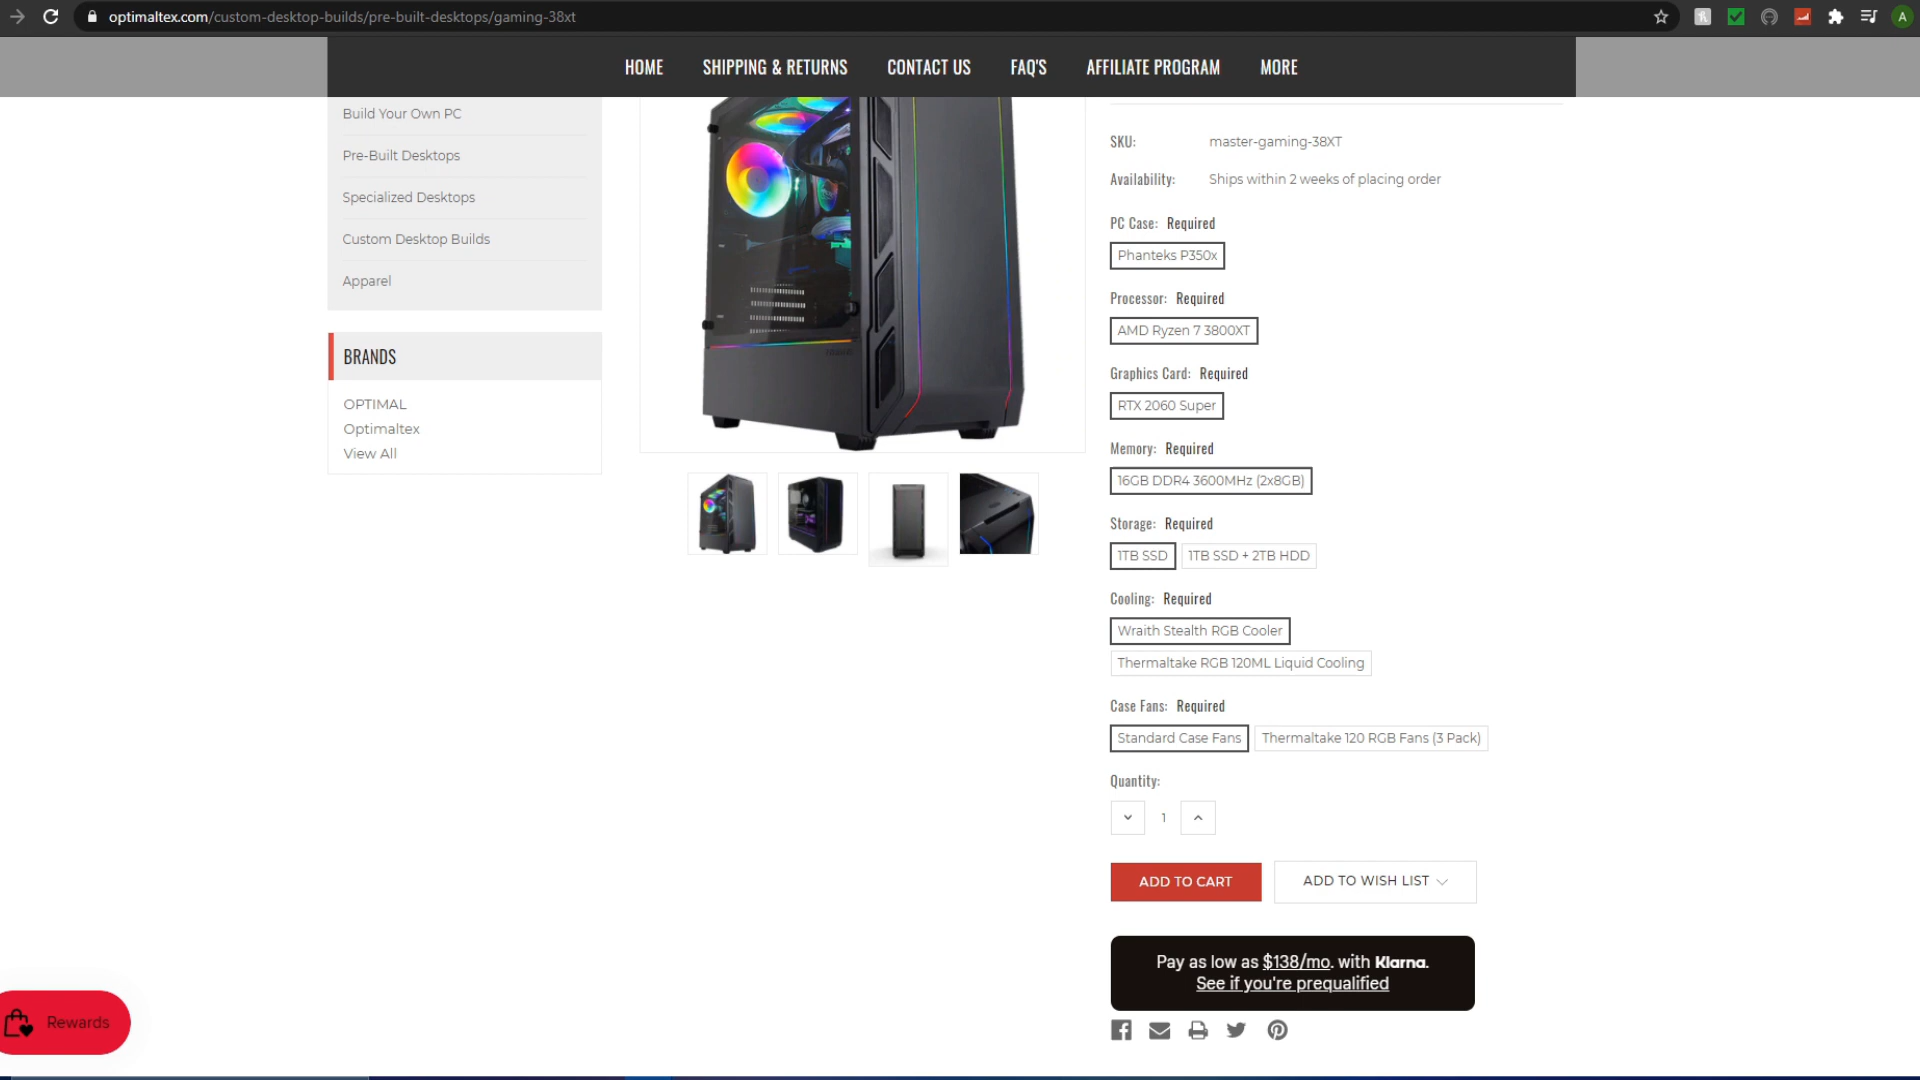 optimaltex.com/custom-desktop-builds/pre-built-desktops/gaming-38xt
A
HOME SHIPPING & RETURNS CONTACT US FAQ'S AFFILIATE PROGRAM MORE
Build Your Own PC
Pre-Built Desktops
Specialized Desktops
Custom Desktop Builds
Apparel
BRANDS
OPTIMAL
Optimaltex
View All
SKU: master-gaming-38XT
Availability: Ships within 2 weeks of placing order
PC Case: Required
Phanteks P350x
Processor: Required
AMD Ryzen 7 3800XT
Graphics Card: Required
RTX 2060 Super
Memory: Required
16GB DDR4 3600MHz (2x8GB)
Storage: Required
1TB SSD 1TB SSD + 2TB HDD
Cooling: Required
Wraith Stealth RGB Cooler
Thermaltake RGB 120ML Liquid Cooling
Case Fans: Required
Standard Case Fans Thermaltake 120 RGB Fans (3 Pack)
Quantity:
1
ADD TO CART ADD TO WISH LIST
Pay as low as $138/mo. with Klarna.
See if you're prequalified
Rewards